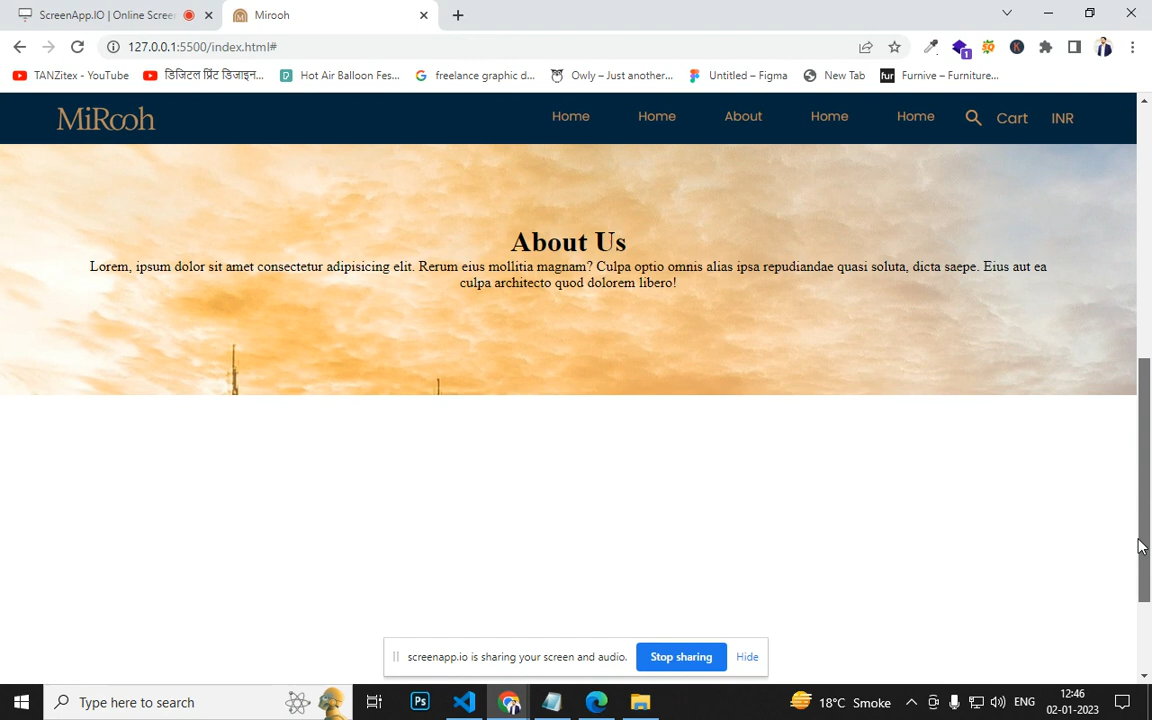 ScreenApp.IO | Online Scree
Mirooh
127.0.0.1:5500/index.html#
TANZitex - YouTube
डिजिटल प्रिंट डिजाइन...
Hot Air Balloon Fes...
freelance graphic d...
Owly – Just another...
Untitled – Figma
New Tab
fur
Furnive – Furniture...
MiRooh
Home
Home
About
Home
Home
Cart
INR
About Us
Lorem, ipsum dolor sit amet consectetur adipisicing elit. Rerum eius mollitia magnam? Culpa optio omnis alias ipsa repudiandae quasi soluta, dicta saepe. Eius aut ea
culpa architecto quod dolorem libero!
screenapp.io is sharing your screen and audio.
Stop sharing
Hide
Type here to search
Ps
18°C Smoke
ENG
12:46
02-01-2023